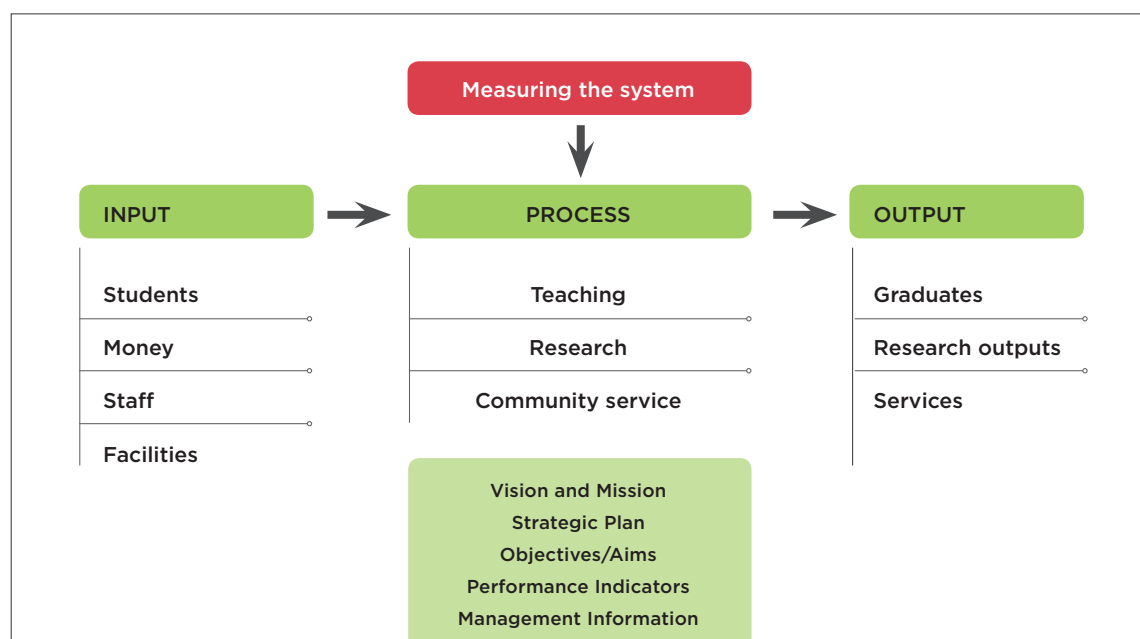 Measuring the system
INPUT
PROCESS
OUTPUT
Students
Money
Staff
Facilities
Teaching
Research
Community service
Graduates
Research outputs
Services
Vision and Mission
Strategic Plan
Objectives/Aims
Performance Indicators
Management Information